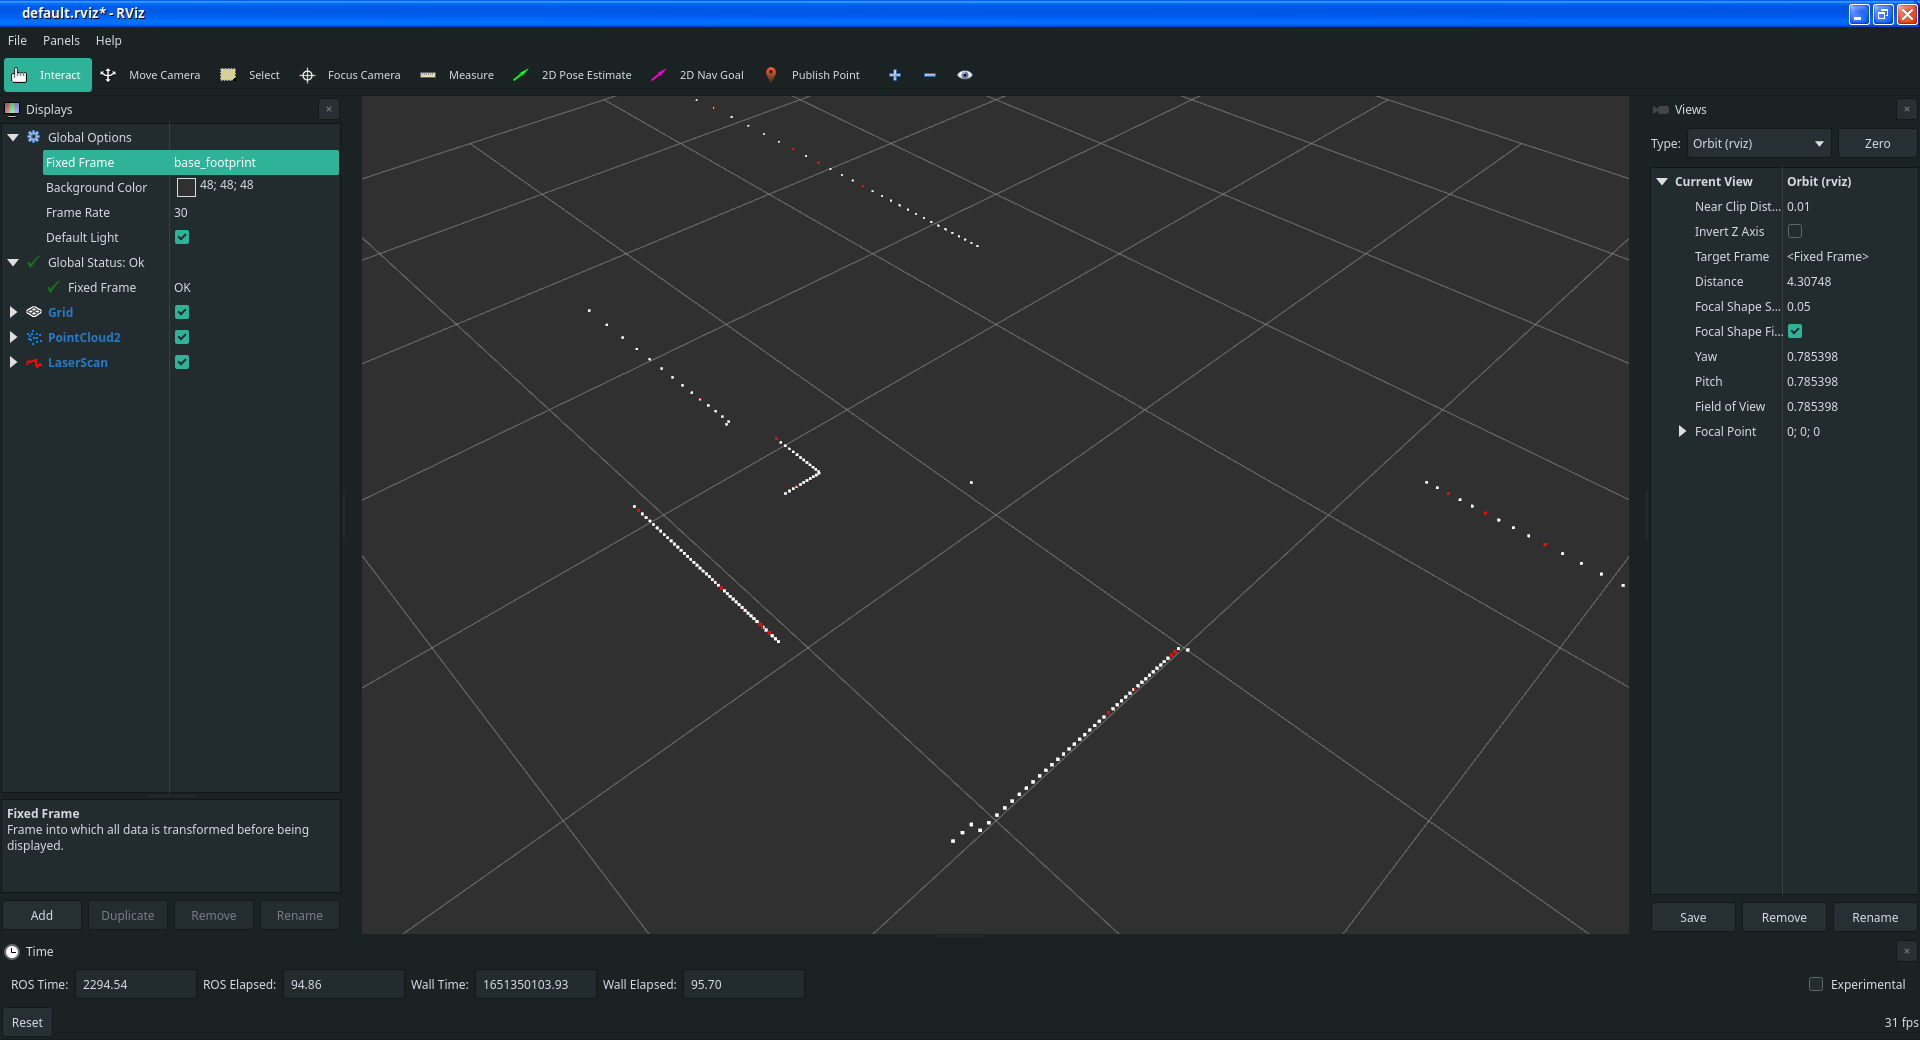 default.rviz* - RViz
File Panels Help
Interact Move Camera Select Focus Camera Measure 2D Pose Estimate 2D Nav Goal Publish Point
Displays
Global Options
Fixed Frame base_footprint
Background Color 48; 48; 48
Frame Rate 30
Default Light
Global Status: Ok
Fixed Frame OK
Grid
PointCloud2
LaserScan
Fixed Frame
Frame into which all data is transformed before being
displayed.
Add Duplicate Remove Rename
Views
Type: Orbit (rviz) Zero
Current View Orbit (rviz)
Near Clip Dist... 0.01
Invert Z Axis
Target Frame <Fixed Frame>
Distance 4.30748
Focal Shape S... 0.05
Focal Shape Fi...
Yaw 0.785398
Pitch 0.785398
Field of View 0.785398
Focal Point 0; 0; 0
Save Remove Rename
Time
ROS Time: 2294.54 ROS Elapsed: 94.86 Wall Time: 1651350103.93 Wall Elapsed: 95.70 Experimental
Reset 31 fps